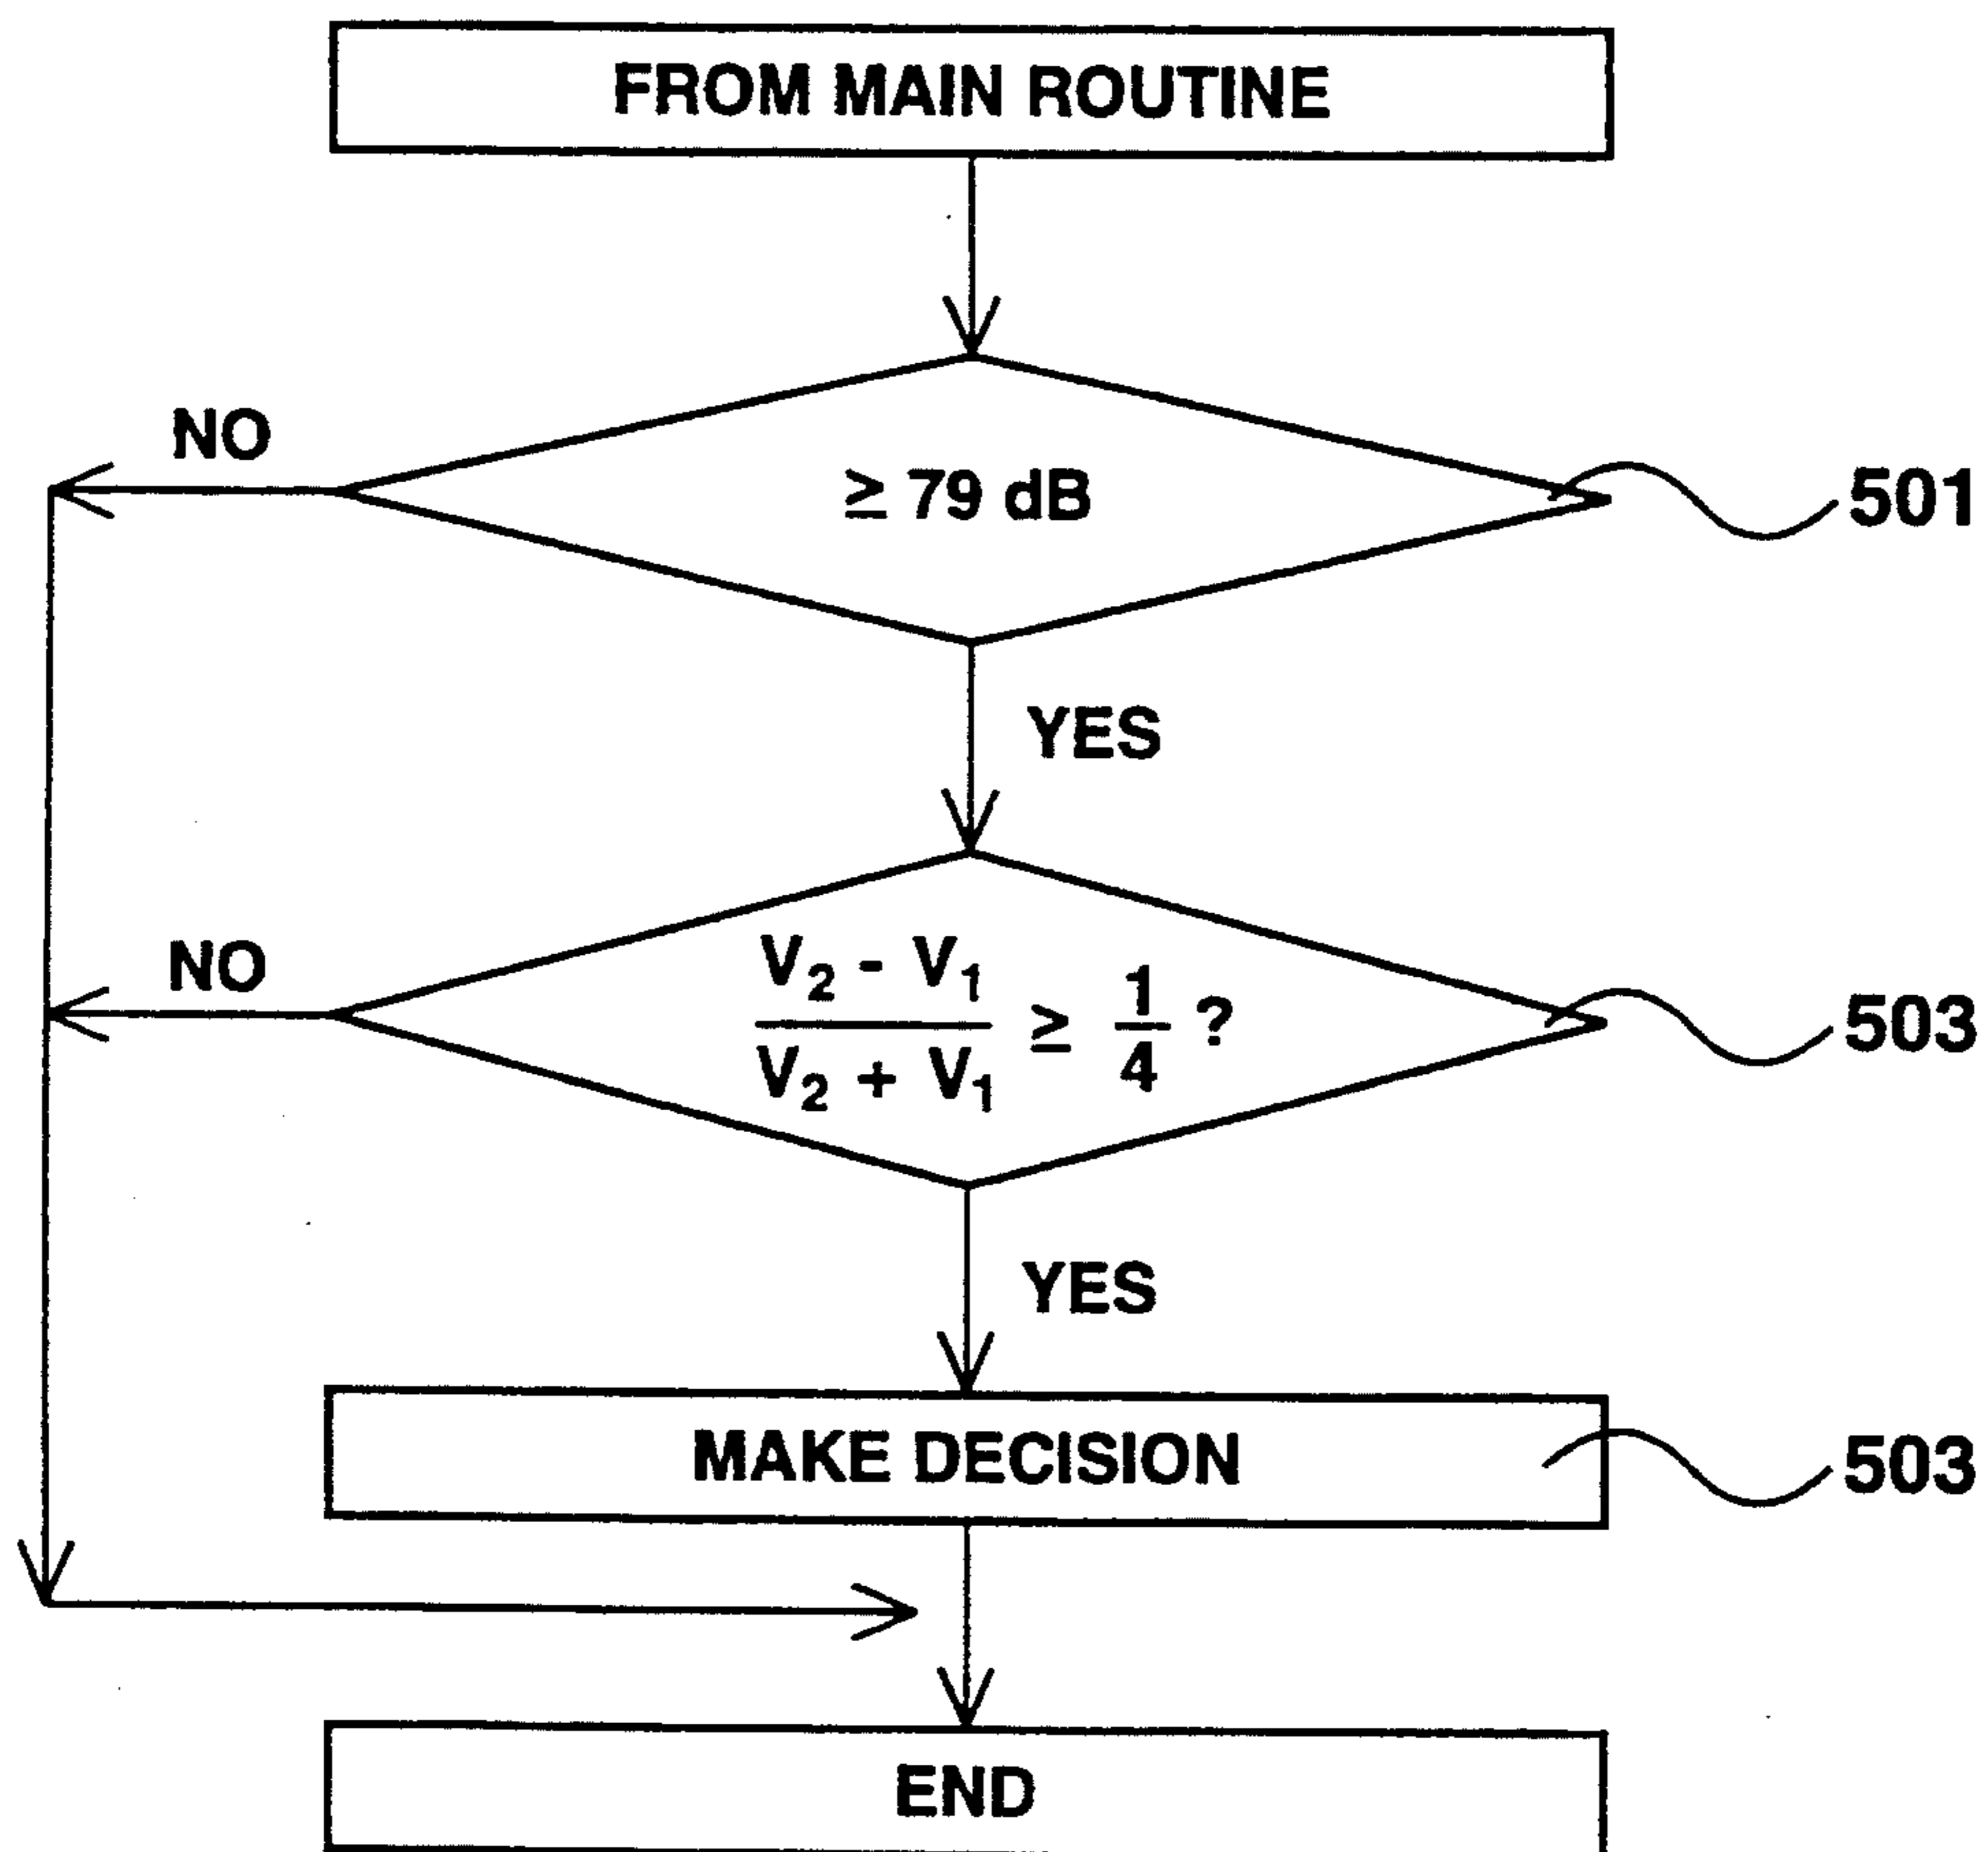 FROM MAIN ROUTINE
NO
≥ 79 dB
501
YES
NO
V₂ - V₁
V₂ + V₁
≥
1
4
?
503
YES
MAKE DECISION
503
END